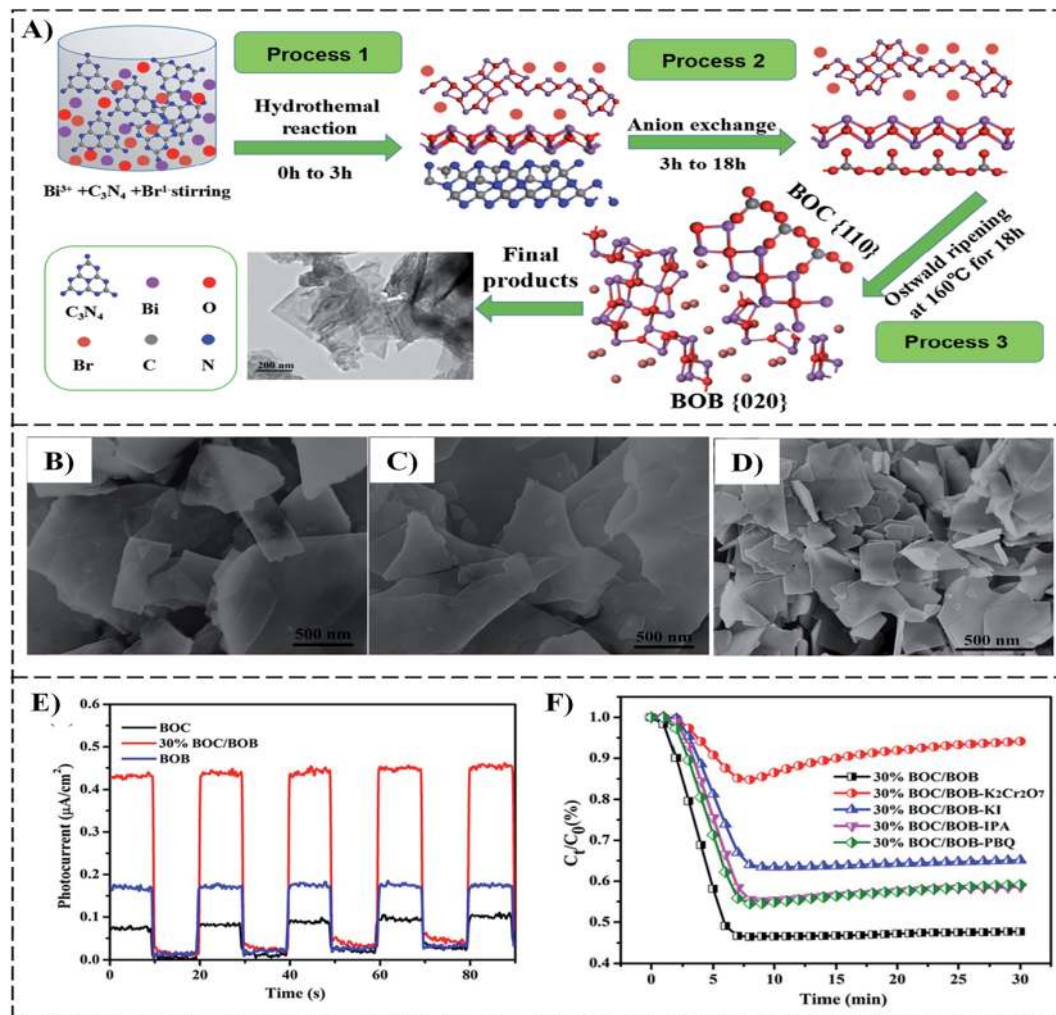 A)
Process 1
Hydrothemal
reaction
0h to 3h
Bi³⁺ +C₃N₄ +Br¹⁻stirring
Process 2
Anion exchange
3h to 18h
BOC {110}
Ostwald ripening
at 160℃ for 18h
Process 3
BOB {020}
Final
products
200 nm
C₃N₄
Bi
O
Br
C
N
B)
500 nm
C)
500 nm
D)
500 nm
E)
Photocurrent (μA/cm²)
0.6
0.5
0.4
0.3
0.2
0.1
0.0
BOC
30% BOC/BOB
BOB
0 20 40 60 80
Time (s)
F)
Cₜ/C₀(%)
1.0
0.9
0.8
0.7
0.6
0.5
0.4
30% BOC/BOB
30% BOC/BOB-K₂Cr₂O₇
30% BOC/BOB-KI
30% BOC/BOB-IPA
30% BOC/BOB-PBQ
0 5 10 15 20 25 30
Time (min)